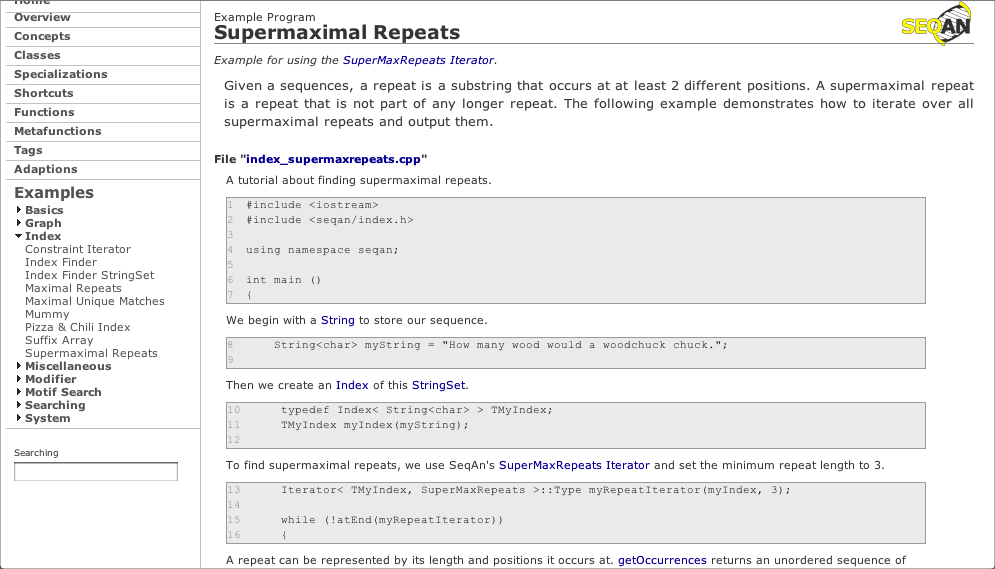 Home
Overview
Concepts
Classes
Specializations
Shortcuts
Functions
Metafunctions
Tags
Adaptions
Examples
Basics
Graph
Index
Constraint Iterator
Index Finder
Index Finder StringSet
Maximal Repeats
Maximal Unique Matches
Mummy
Pizza & Chili Index
Suffix Array
Supermaximal Repeats
Miscellaneous
Modifier
Motif Search
Searching
System
Searching
Example Program
Supermaximal Repeats
SEQAN
Example for using the SuperMaxRepeats Iterator.
Given a sequences, a repeat is a substring that occurs at at least 2 different positions. A supermaximal repeat
is a repeat that is not part of any longer repeat. The following example demonstrates how to iterate over all
supermaximal repeats and output them.
File "index_supermaxrepeats.cpp"
A tutorial about finding supermaximal repeats.
1 #include <iostream>
2 #include <seqan/index.h>
3
4 using namespace seqan;
5
6 int main ()
7 {
We begin with a String to store our sequence.
8 String<char> myString = "How many wood would a woodchuck chuck.";
9
Then we create an Index of this StringSet.
10 typedef Index< String<char> > TMyIndex;
11 TMyIndex myIndex(myString);
12
To find supermaximal repeats, we use SeqAn's SuperMaxRepeats Iterator and set the minimum repeat length to 3.
13 Iterator< TMyIndex, SuperMaxRepeats >::Type myRepeatIterator(myIndex, 3);
14
15 while (!atEnd(myRepeatIterator))
16 {
A repeat can be represented by its length and positions it occurs at. getOccurrences returns an unordered sequence of